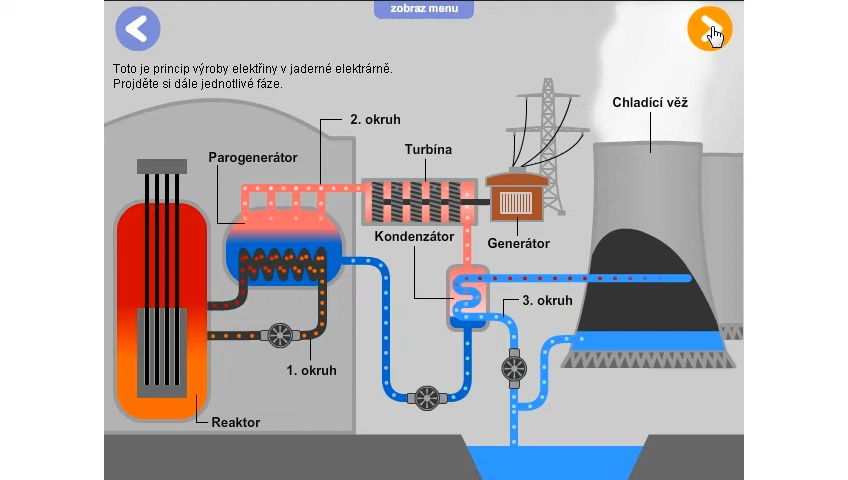 zobraz menu
Toto je princip výroby elektřiny v jaderné elektrárně.
Projděte si dále jednotlivé fáze.
Chladící věž
2. okruh
Turbína
Parogenerátor
Kondenzátor
Generátor
3. okruh
1. okruh
Reaktor